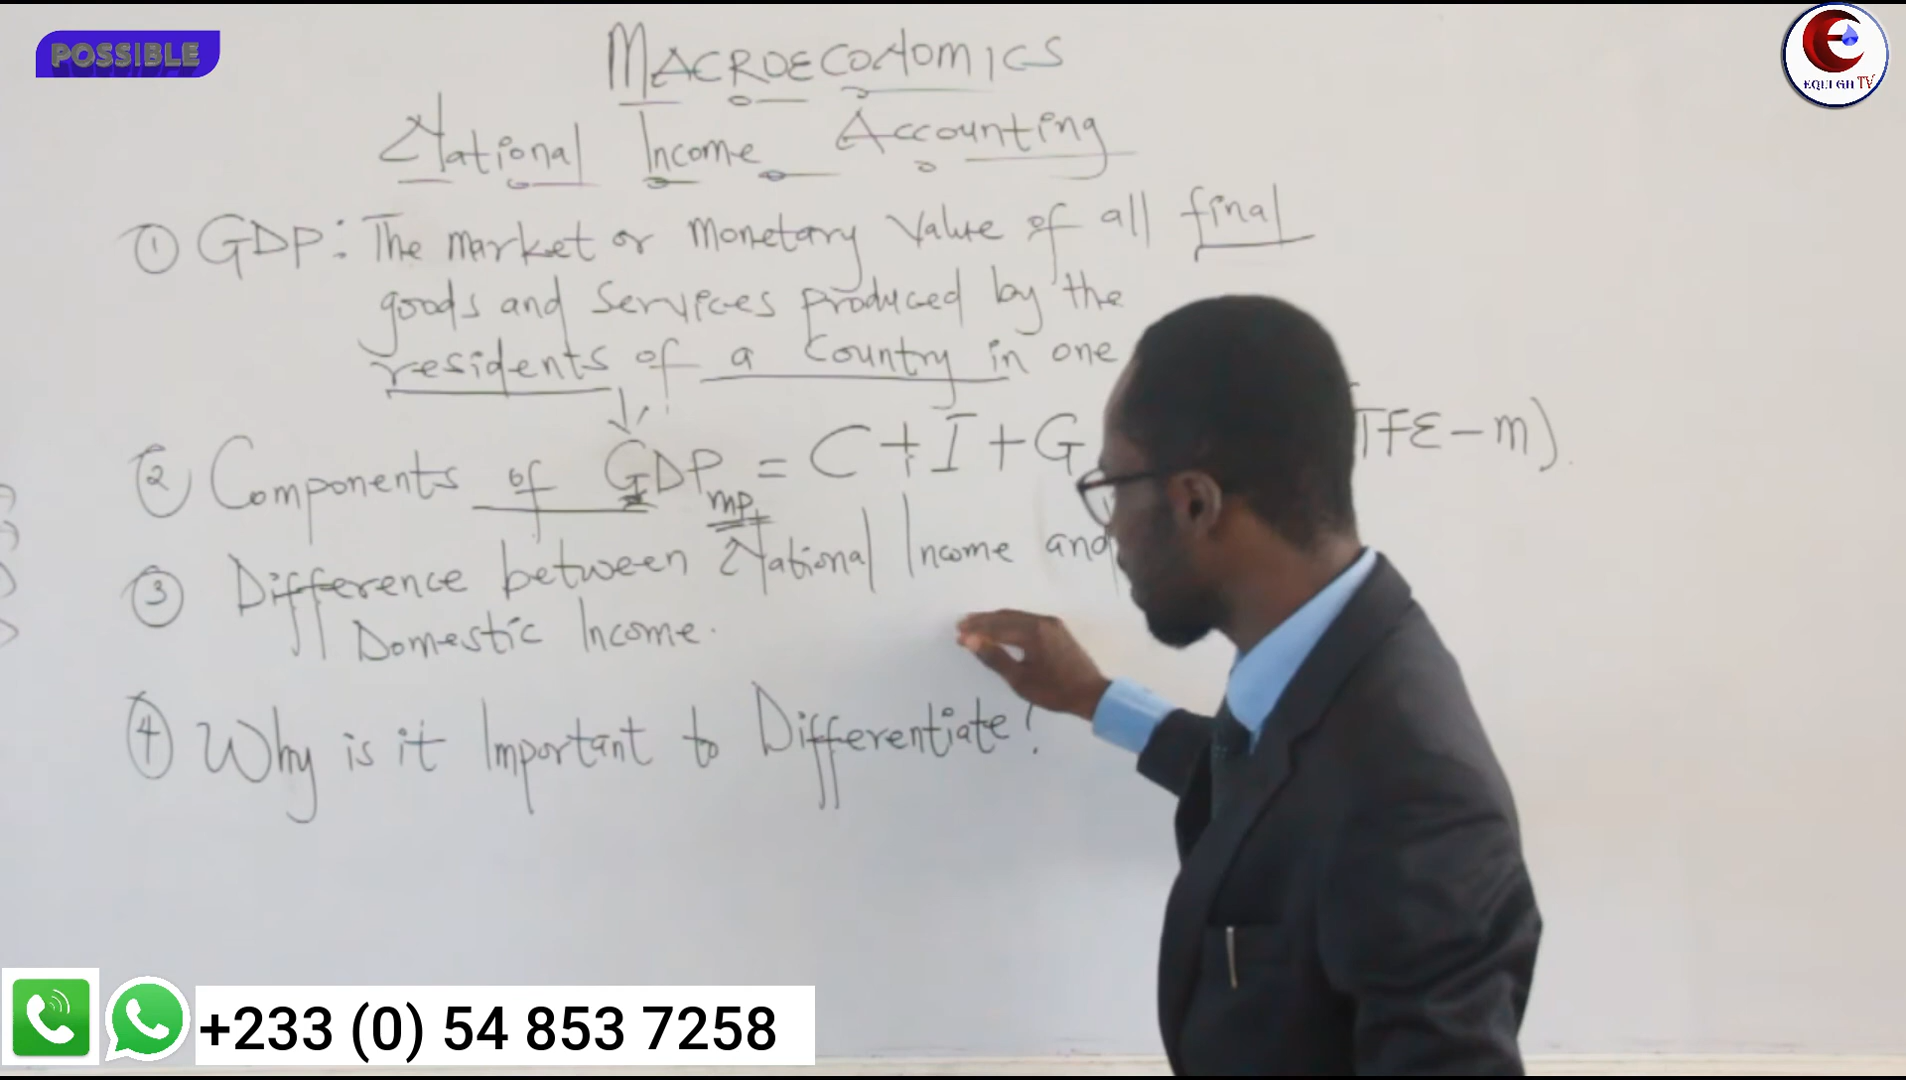 POSSIBLE
EQUI GH TV
MACROECONOMICS
National Income Accounting
① GDP: The market or monetary value of all final
goods and services produced by the
residents of a country in one
② Components of GDPmp = C + I + G TFE - m)
③ Difference between National Income and
Domestic Income.
④ Why is it Important to Differentiate?
+233 (0) 54 853 7258